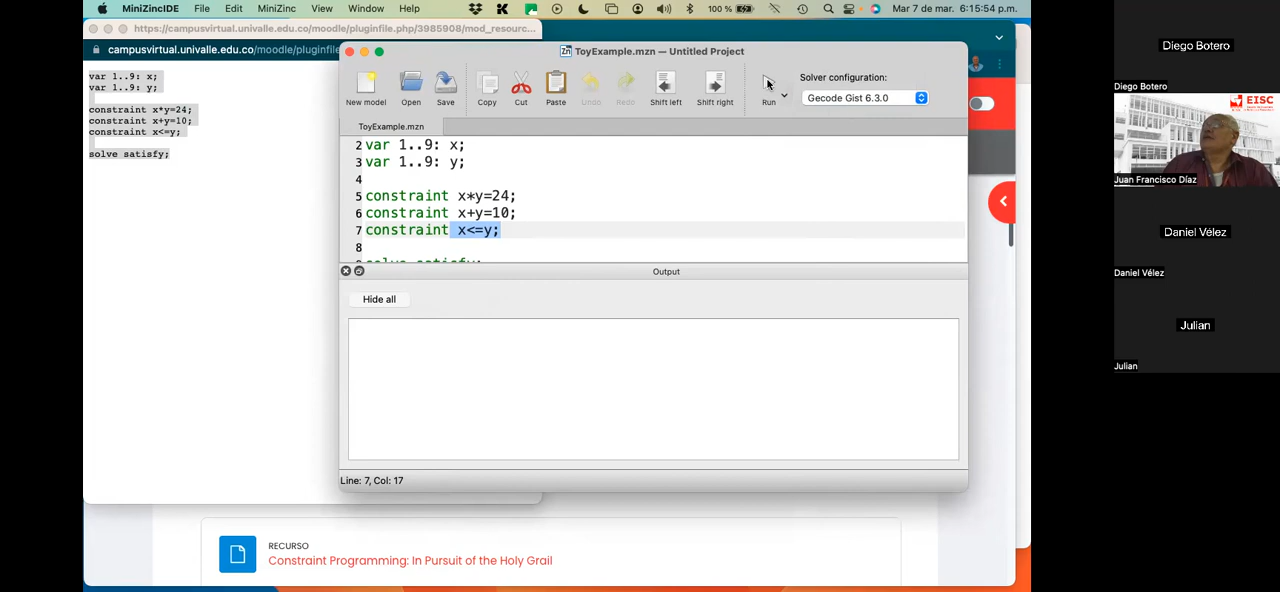 MiniZincIDE File Edit MiniZinc View Window Help 100 % Mar 7 de mar. 6:15:54 p.m.
https://campusvirtual.univalle.edu.co/moodle/pluginfile.php/3985908/mod_resourc...
campusvirtual.univalle.edu.co/moodle/pluginfile
var 1..9: x;
var 1..9: y;
constraint x*y=24;
constraint x+y=10;
constraint x<=y;
solve satisfy;
ToyExample.mzn — Untitled Project
New model Open Save Copy Cut Paste Undo Redo Shift left Shift right Run
Solver configuration:
Gecode Gist 6.3.0
ToyExample.mzn
2 var 1..9: x;
3 var 1..9: y;
4
5 constraint x*y=24;
6 constraint x+y=10;
7 constraint x<=y;
8
9 solve satisfy;
Output
Hide all
Line: 7, Col: 17
RECURSO
Constraint Programming: In Pursuit of the Holy Grail
Diego Botero
Diego Botero
EISC
Juan Francisco Díaz
Daniel Vélez
Daniel Vélez
Julian
Julian